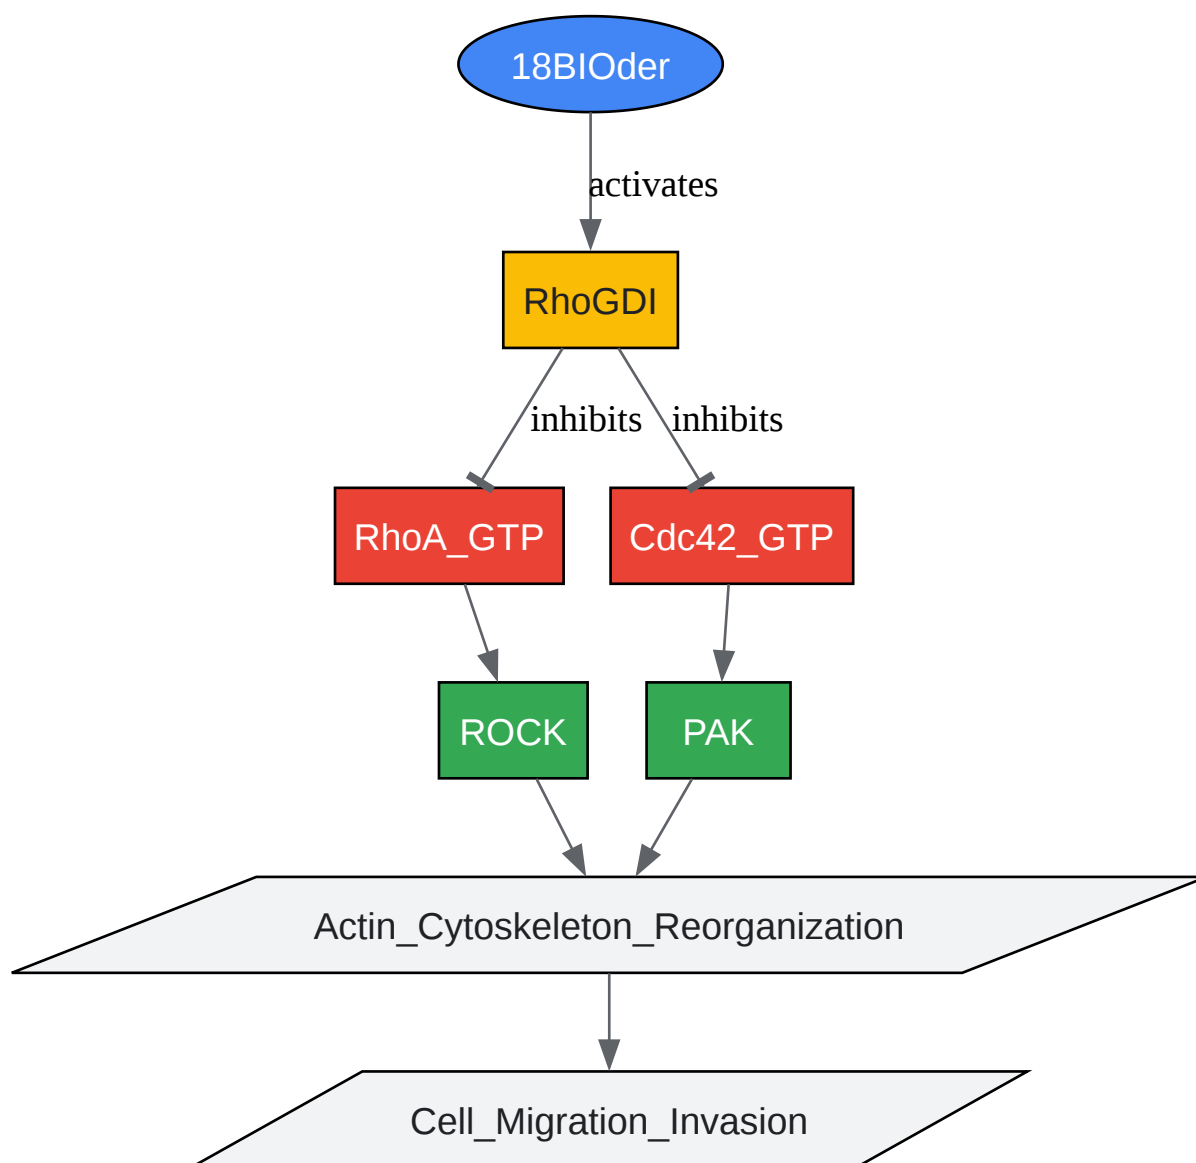 18BIOder
activates
RhoGDI
inhibits inhibits
RhoA_GTP Cdc42_GTP
ROCK PAK
Actin_Cytoskeleton_Reorganization
Cell_Migration_Invasion